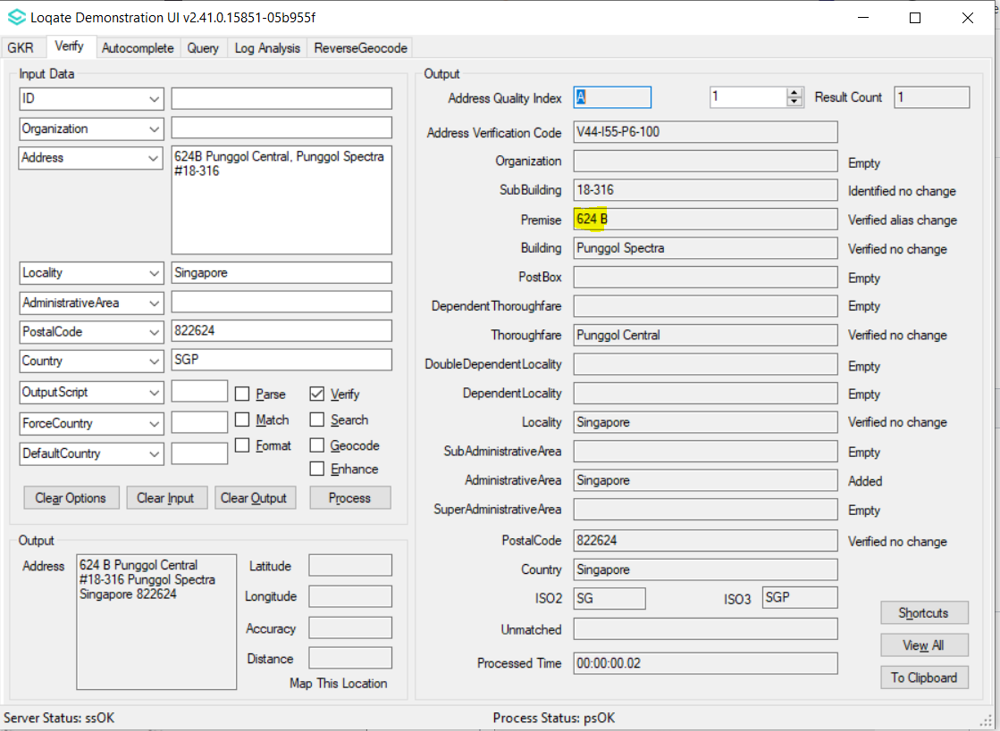 Loqate Demonstration UI v2.41.0.15851-05b955f
GKR Verify Autocomplete Query Log Analysis ReverseGeocode
Input Data
ID
Organization
Address 624B Punggol Central, Punggol Spectra
#18-316
Locality Singapore
AdministrativeArea
PostalCode 822624
Country SGP
OutputScript Parse Verify
ForceCountry Match Search
DefaultCountry Format Geocode
Enhance
Clear Options Clear Input Clear Output Process
Output
Address 624 B Punggol Central
#18-316 Punggol Spectra
Singapore 822624
Latitude
Longitude
Accuracy
Distance
Map This Location
Output
Address Quality Index A 1 Result Count 1
Address Verification Code V44-I55-P6-100
Organization Empty
SubBuilding 18-316 Identified no change
Premise 624 B Verified alias change
Building Punggol Spectra Verified no change
PostBox Empty
DependentThoroughfare Empty
Thoroughfare Punggol Central Verified no change
DoubleDependentLocality Empty
DependentLocality Empty
Locality Singapore Verified no change
SubAdministrativeArea Empty
AdministrativeArea Singapore Added
SuperAdministrativeArea Empty
PostalCode 822624 Verified no change
Country Singapore
ISO2 SG ISO3 SGP
Unmatched
Processed Time 00:00:00.02
Shortcuts
View All
To Clipboard
Server Status: ssOK Process Status: psOK